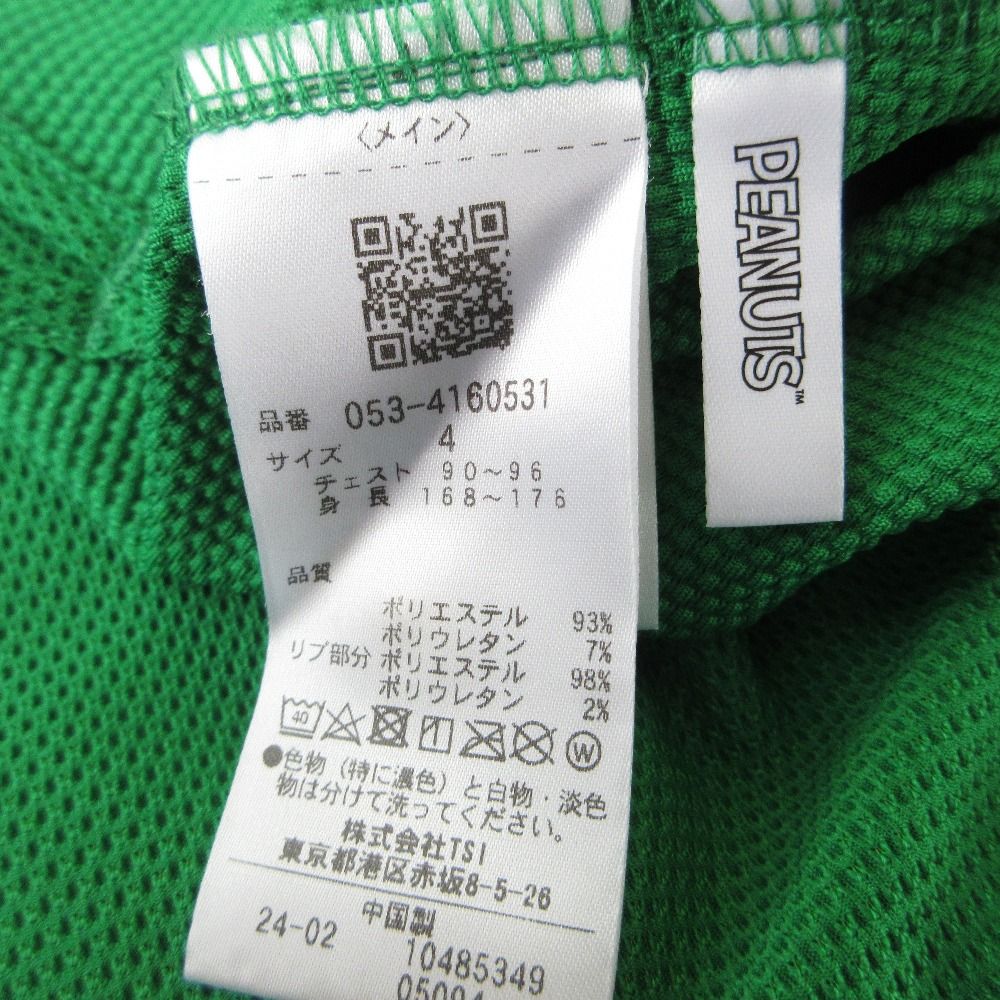 〈メイン〉
品番 053-4160531
サイズ 4
チェスト 90～96
身長 168～176
品質
ポリエステル 93%
ポリウレタン 7%
リブ部分 ポリエステル 98%
ポリウレタン 2%
40
W
●色物（特に濃色）と白物・淡色
物は分けて洗ってください。
株式会社TSI
東京都港区赤坂8-5-26
中国製
24-02
10485349
PEANUTS™